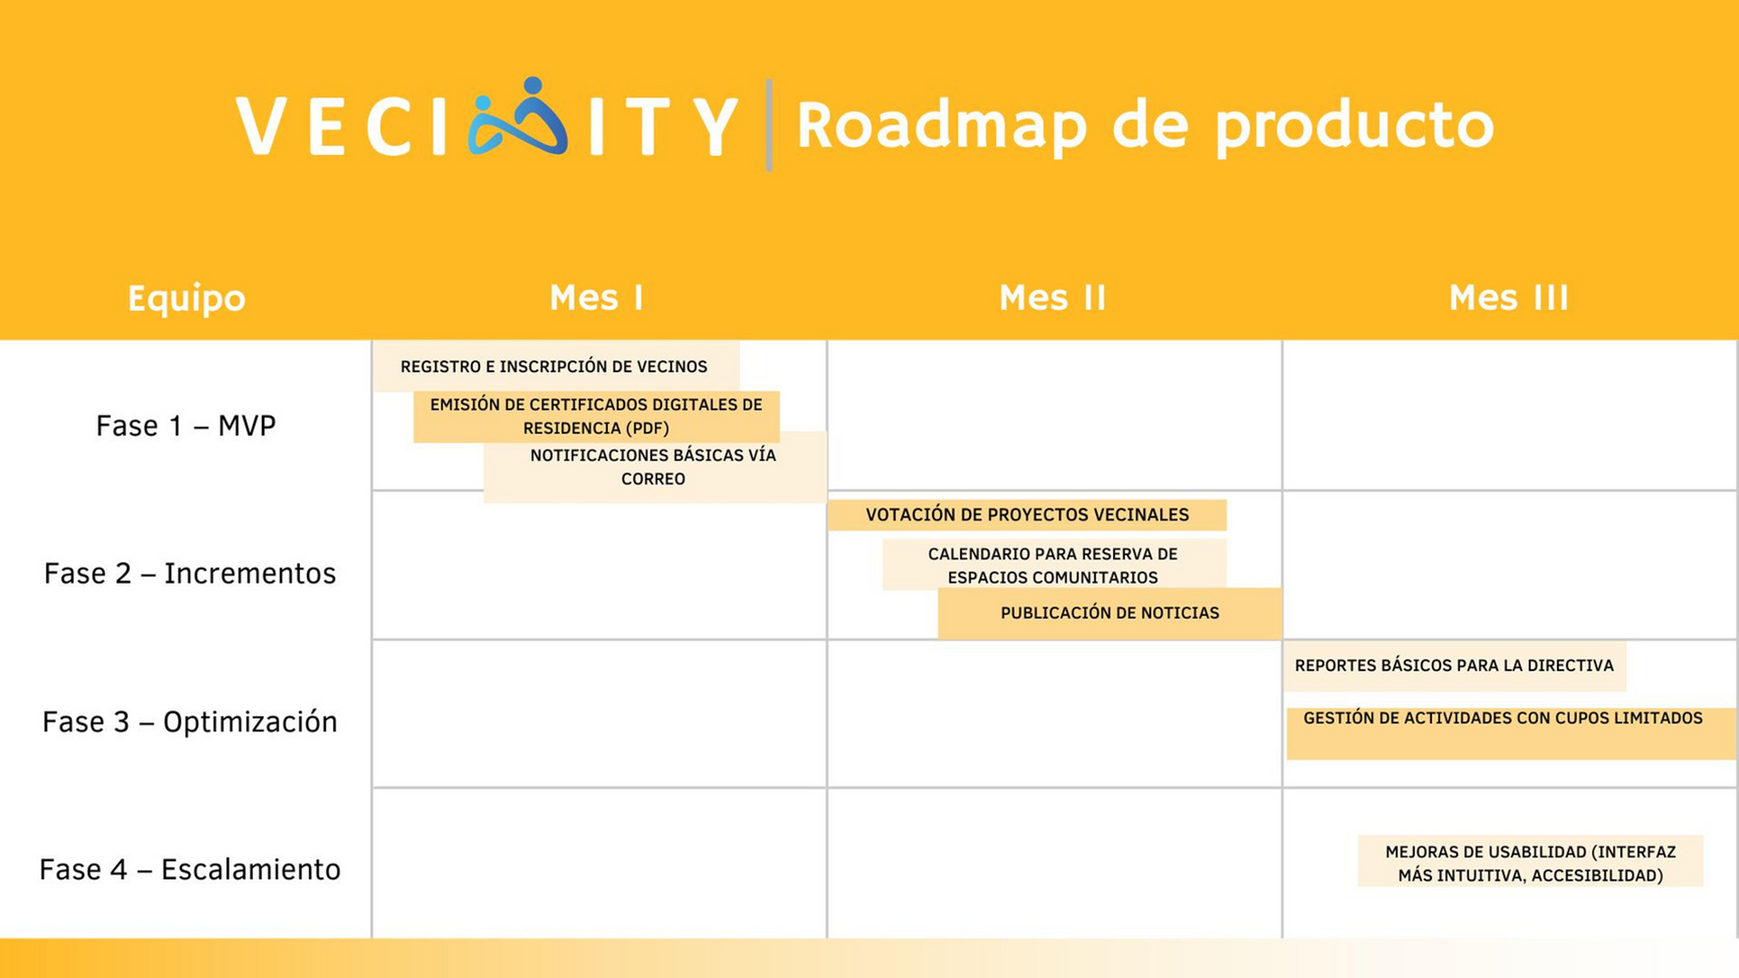 VECINITY
Roadmap de producto
Equipo
Mes I
Mes II
Mes III
Fase 1 – MVP
REGISTRO E INSCRIPCIÓN DE VECINOS
EMISIÓN DE CERTIFICADOS DIGITALES DE
RESIDENCIA (PDF)
NOTIFICACIONES BÁSICAS VÍA
CORREO
Fase 2 – Incrementos
VOTACIÓN DE PROYECTOS VECINALES
CALENDARIO PARA RESERVA DE
ESPACIOS COMUNITARIOS
PUBLICACIÓN DE NOTICIAS
Fase 3 – Optimización
REPORTES BÁSICOS PARA LA DIRECTIVA
GESTIÓN DE ACTIVIDADES CON CUPOS LIMITADOS
Fase 4 – Escalamiento
MEJORAS DE USABILIDAD (INTERFAZ
MÁS INTUITIVA, ACCESIBILIDAD)